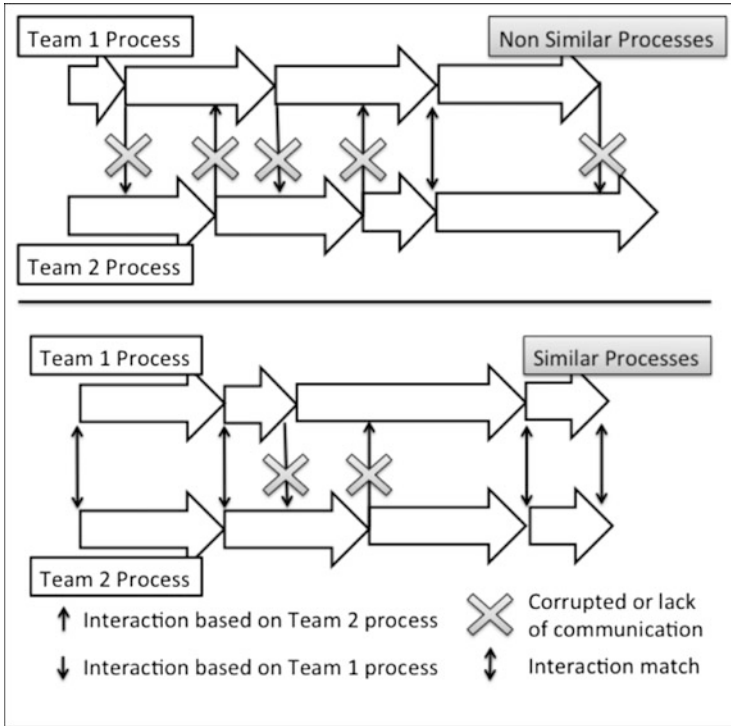 Team 1 Process
Non Similar Processes
Team 2 Process
Team 1 Process
Similar Processes
Team 2 Process
Interaction based on Team 2 process
Corrupted or lack
of communication
Interaction based on Team 1 process
Interaction match